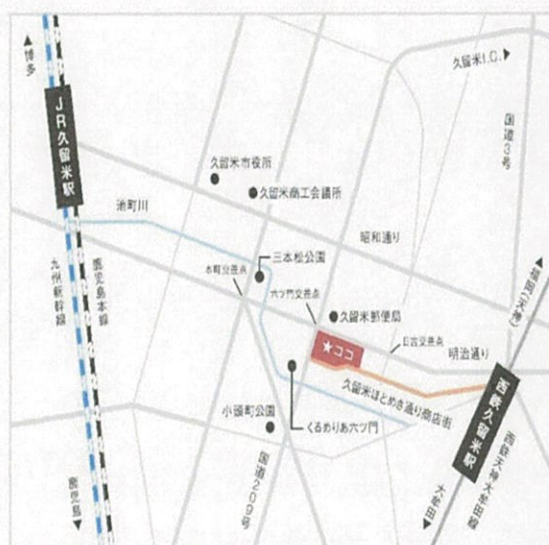 ▲博多
JR久留米駅
久留米I.C.▶
国道3号
久留米市役所
久留米商工会議所
池町川
昭和通り
三本松公園
本町交差点
六ツ門交差点
九州新幹線
鹿児島本線
▲福岡(天神)
久留米郵便局
日吉交差点
明治通り
★ココ
久留米ほとめき通り商店街
西鉄久留米駅
小頭町公園
くるめりあ六ツ門
国道209号
西鉄天神大牟田線
大牟田▼
鹿児島▼